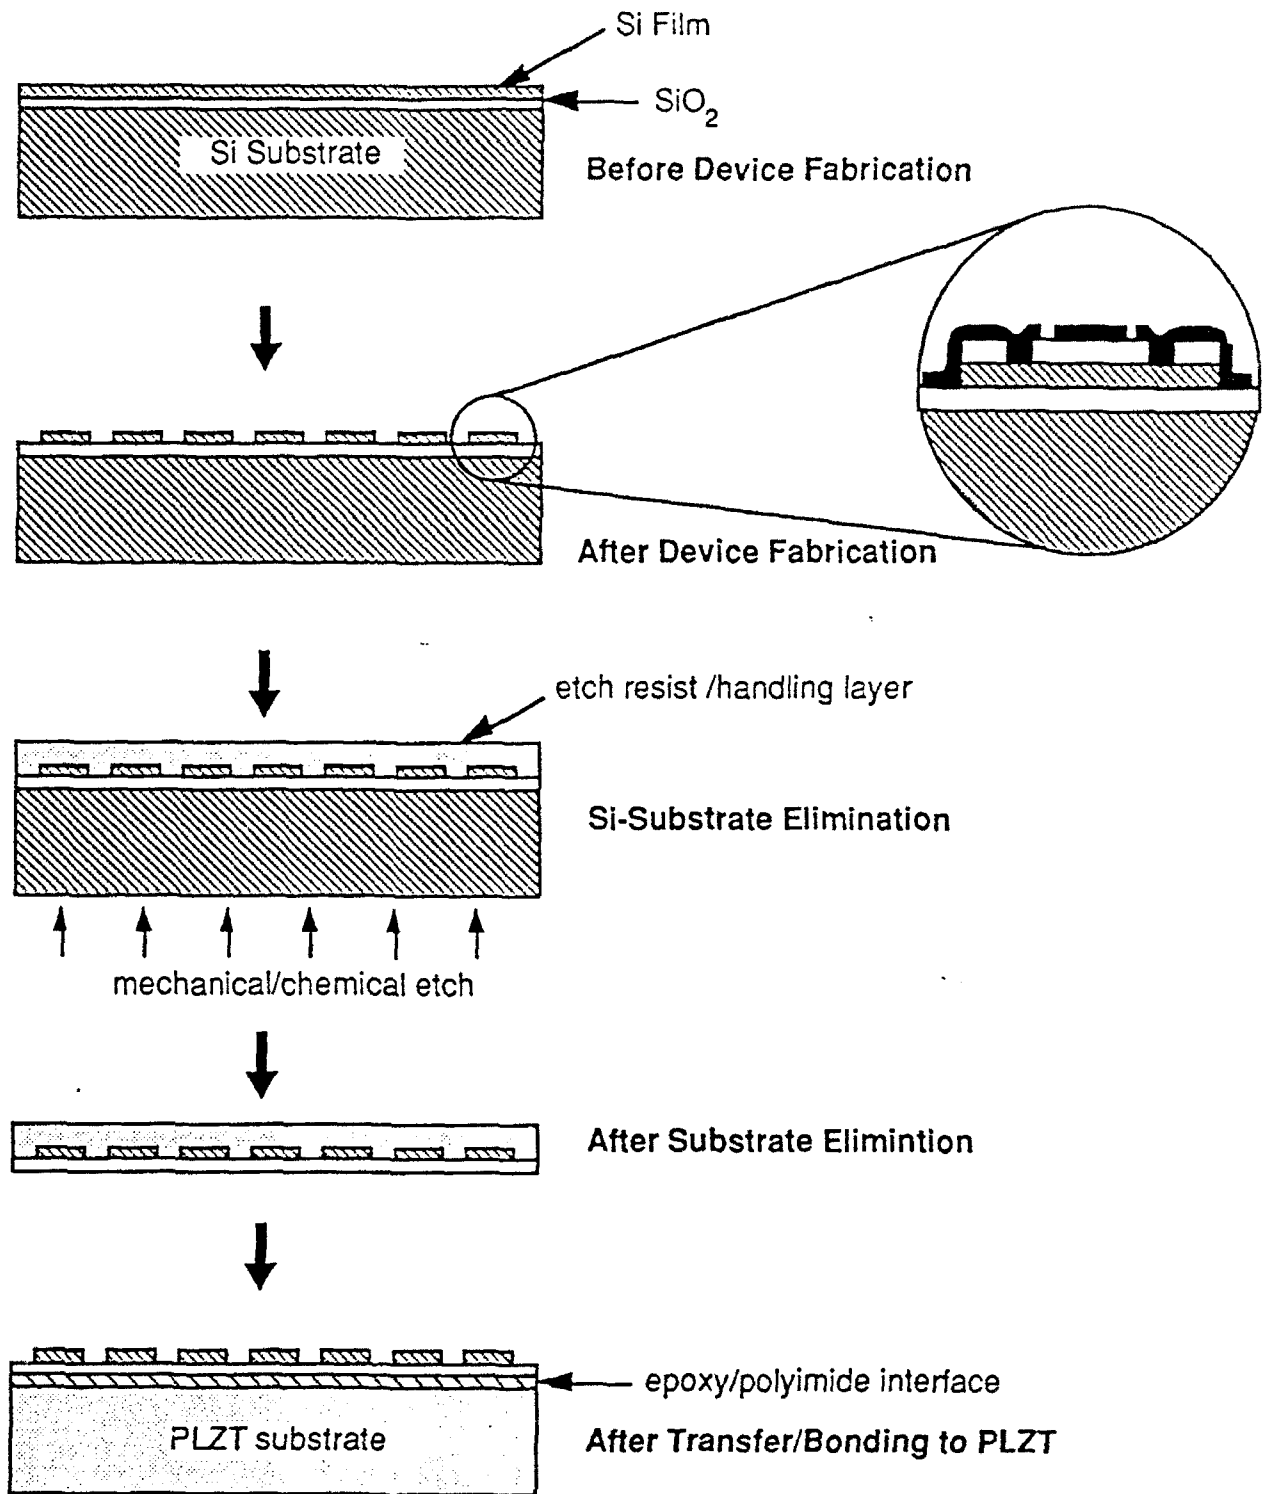 Si Film
SiO2
Si Substrate
Before Device Fabrication
After Device Fabrication
etch resist /handling layer
Si-Substrate Elimination
mechanical/chemical etch
After Substrate Elimintion
epoxy/polyimide interface
PLZT substrate
After Transfer/Bonding to PLZT